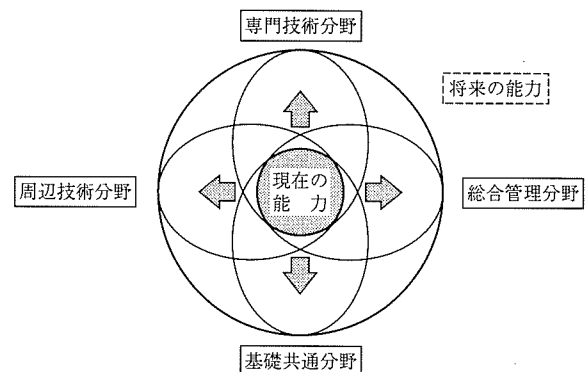 専門技術分野
将来の能力
周辺技術分野
現在の
能 力
総合管理分野
基礎共通分野